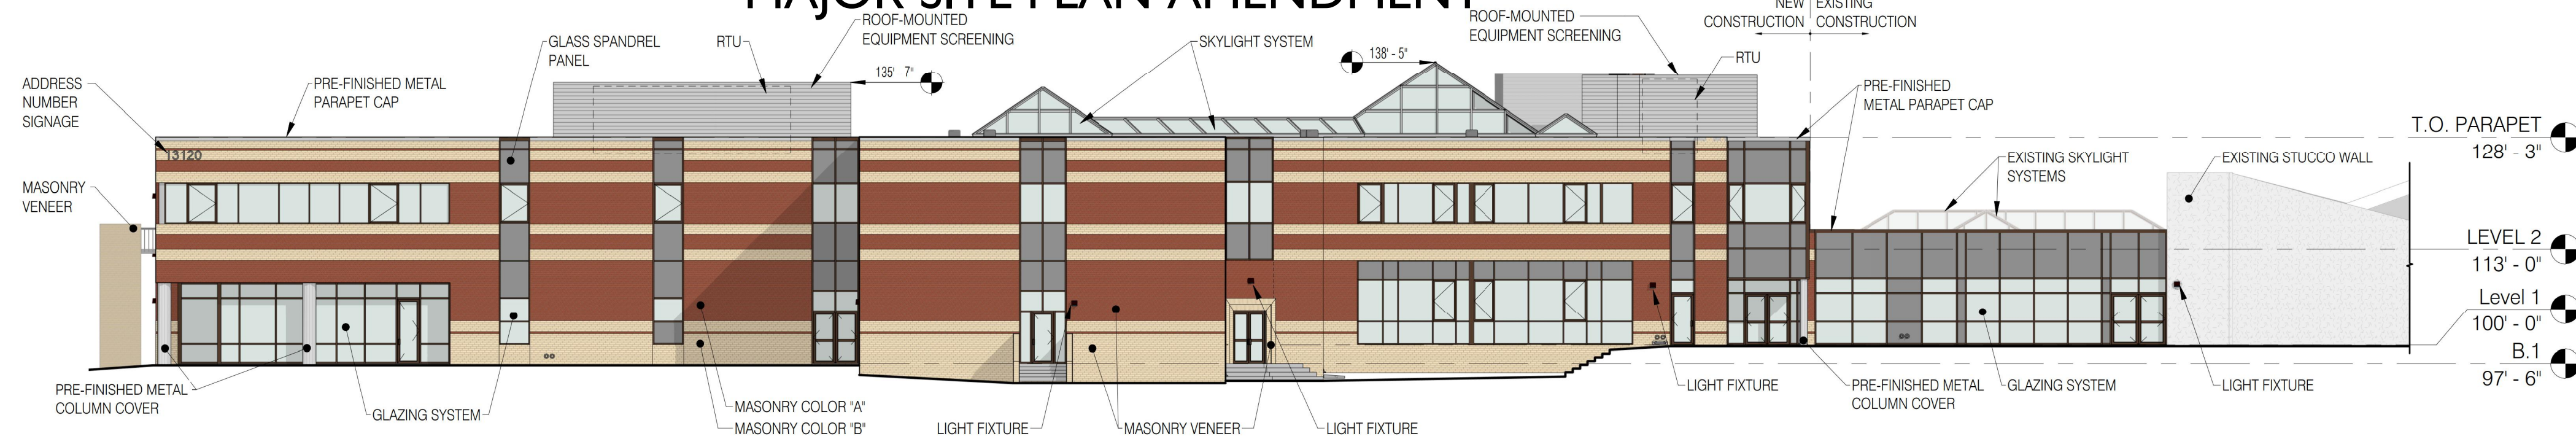 MAJOR SITE PLAN AMENDMENT
ROOF-MOUNTED
EQUIPMENT SCREENING
ROOF-MOUNTED
EQUIPMENT SCREENING
NEW
CONSTRUCTION
EXISTING
CONSTRUCTION
GLASS SPANDREL
PANEL
RTU
SKYLIGHT SYSTEM
138' - 5"
RTU
135' 7"
ADDRESS
NUMBER
SIGNAGE
PRE-FINISHED METAL
PARAPET CAP
PRE-FINISHED
METAL PARAPET CAP
T.O. PARAPET
128' - 3"
13120
EXISTING SKYLIGHT
SYSTEMS
EXISTING STUCCO WALL
MASONRY
VENEER
LEVEL 2
113' - 0"
Level 1
100' - 0"
B.1
97' - 6"
PRE-FINISHED METAL
COLUMN COVER
GLAZING SYSTEM
MASONRY COLOR "A"
MASONRY COLOR "B"
LIGHT FIXTURE
MASONRY VENEER
LIGHT FIXTURE
LIGHT FIXTURE
PRE-FINISHED METAL
COLUMN COVER
GLAZING SYSTEM
LIGHT FIXTURE